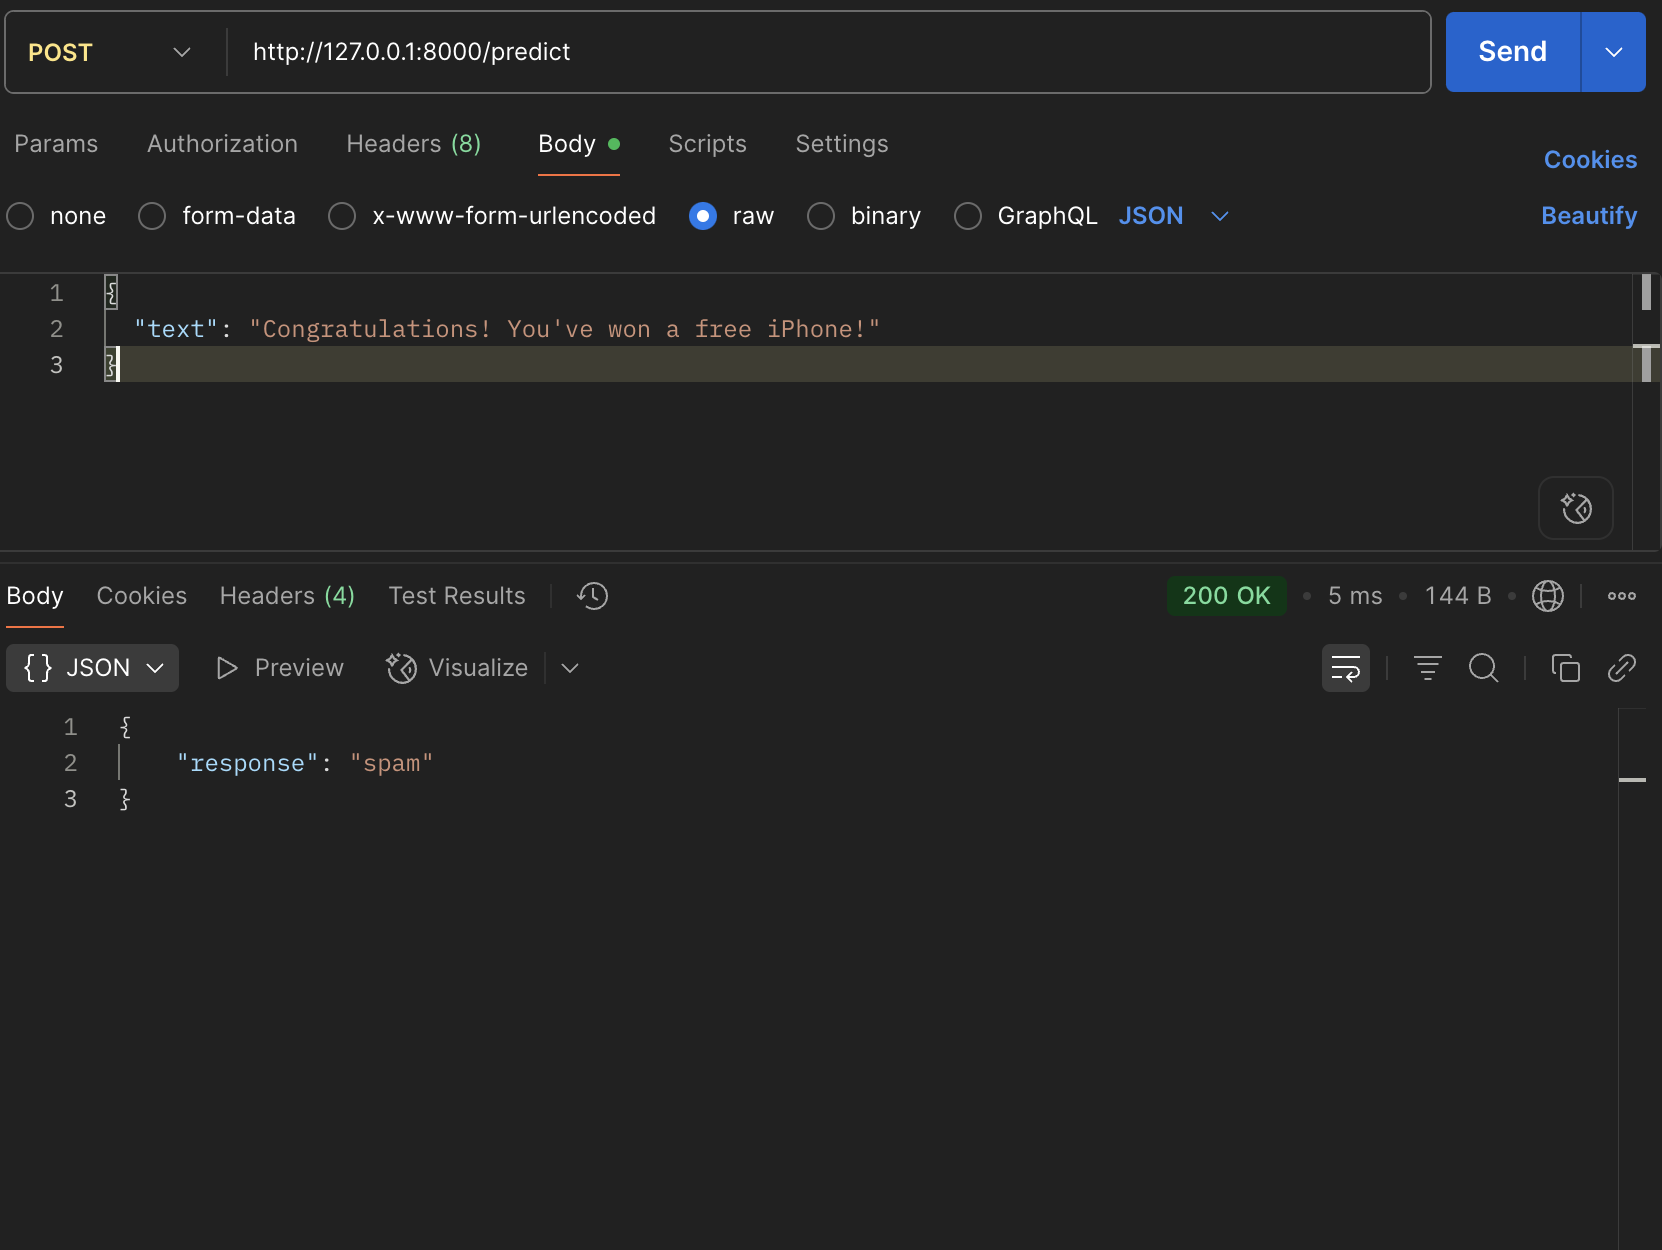 POST http://127.0.0.1:8000/predict Send
Params Authorization Headers (8) Body Scripts Settings Cookies
none form-data x-www-form-urlencoded raw binary GraphQL JSON Beautify
1 {
2 "text": "Congratulations! You've won a free iPhone!"
3 }
Body Cookies Headers (4) Test Results 200 OK • 5 ms • 144 B •
{} JSON Preview Visualize
1 {
2 "response": "spam"
3 }